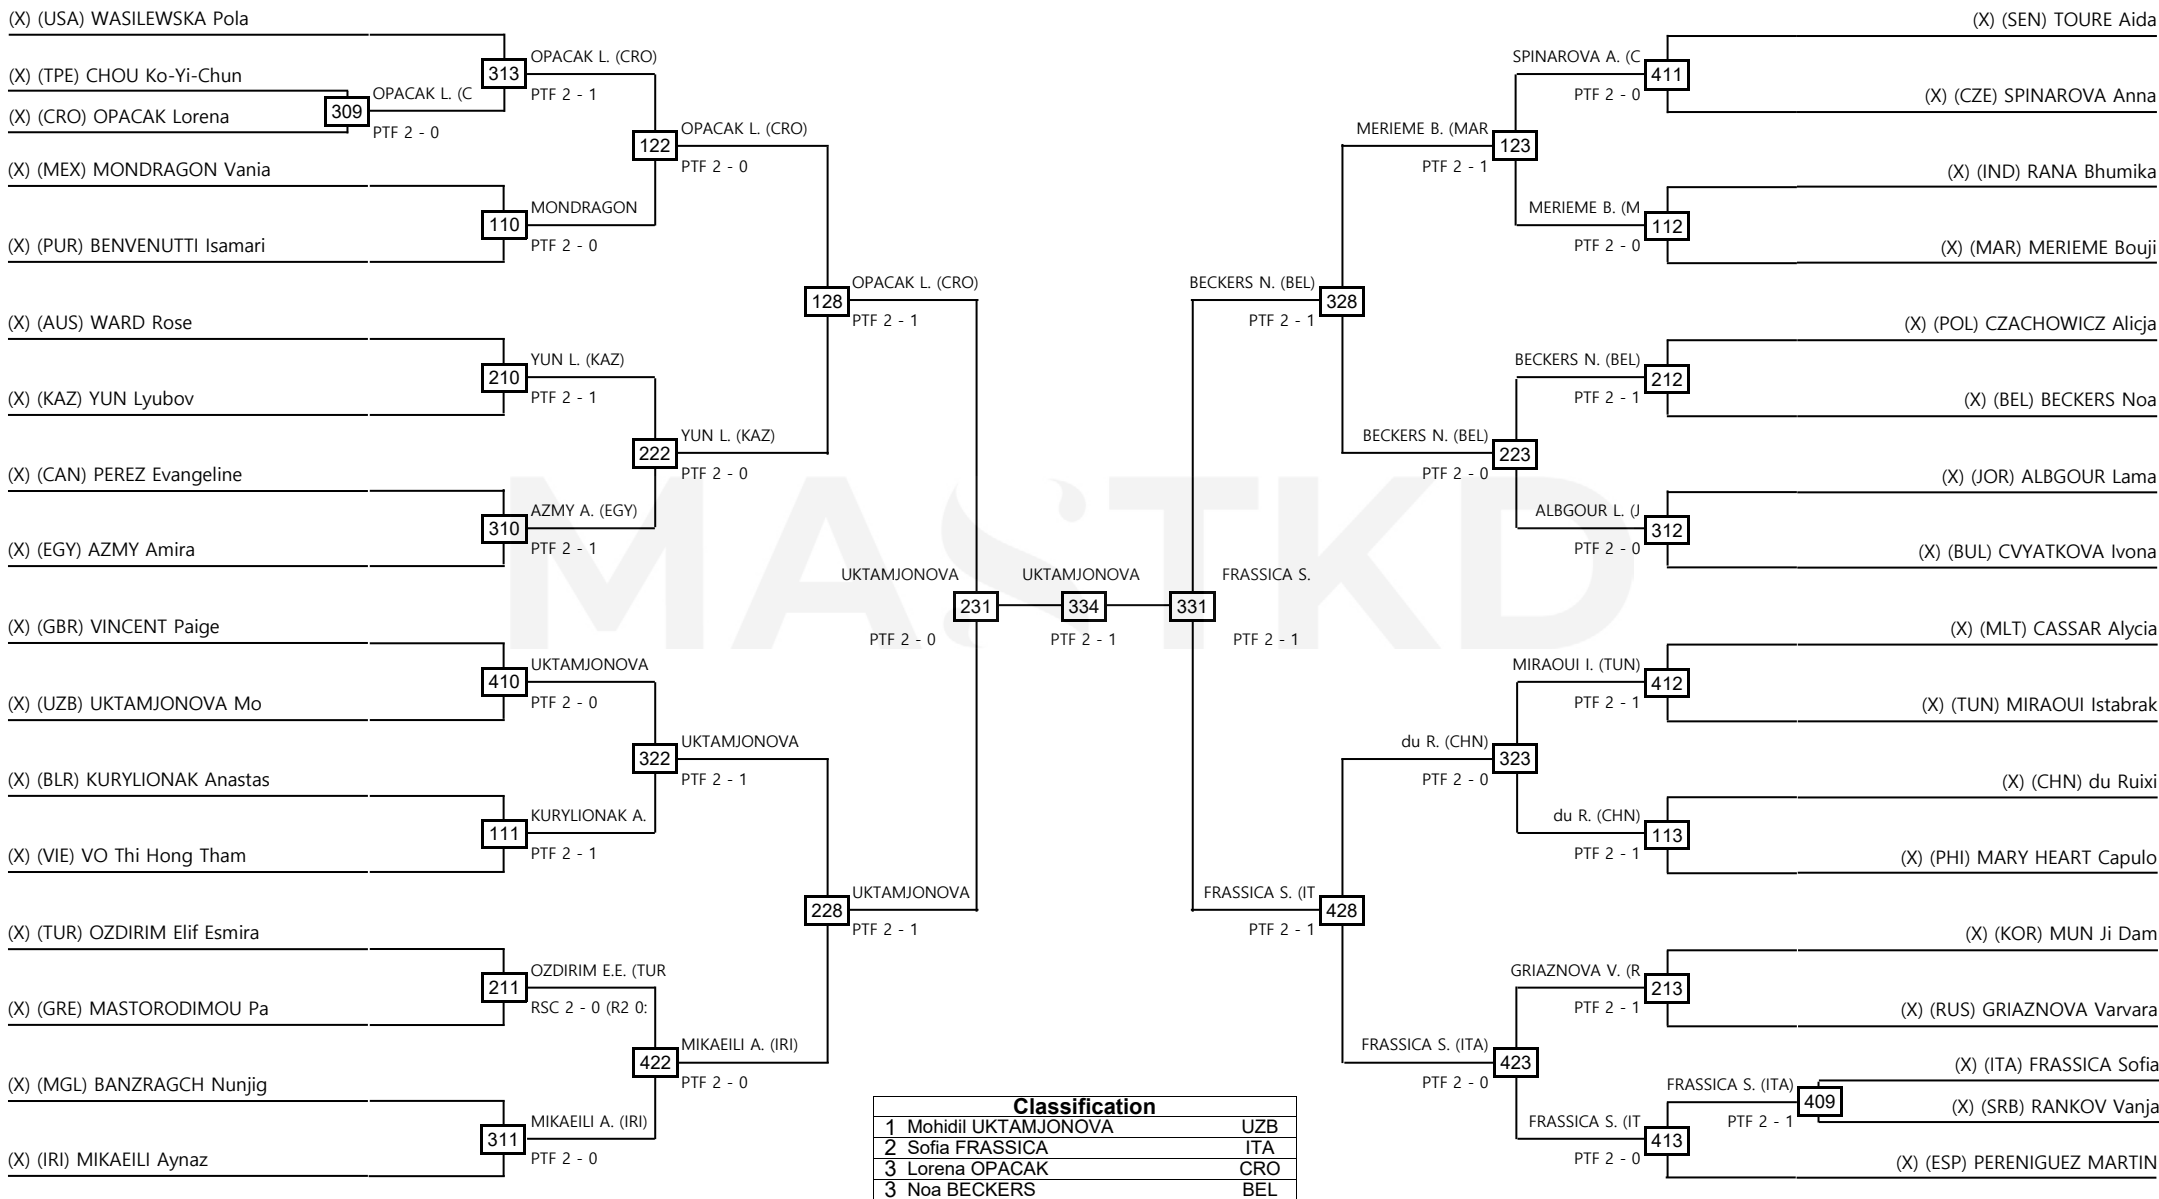 (X) (USA) WASILEWSKA Pola
(X) (TPE) CHOU Ko-Yi-Chun
(X) (CRO) OPACAK Lorena
(X) (MEX) MONDRAGON Vania
(X) (PUR) BENVENUTTI Isamari
(X) (AUS) WARD Rose
(X) (KAZ) YUN Lyubov
(X) (CAN) PEREZ Evangeline
(X) (EGY) AZMY Amira
(X) (GBR) VINCENT Paige
(X) (UZB) UKTAMJONOVA Mo
(X) (BLR) KURYLIONAK Anastas
(X) (VIE) VO Thi Hong Tham
(X) (TUR) OZDIRIM Elif Esmira
(X) (GRE) MASTORODIMOU Pa
(X) (MGL) BANZRAGCH Nunjig
(X) (IRI) MIKAEILI Aynaz
309
OPACAK L. (C
PTF 2 - 0
313
OPACAK L. (CRO)
PTF 2 - 1
110
MONDRAGON
PTF 2 - 0
210
YUN L. (KAZ)
PTF 2 - 1
310
AZMY A. (EGY)
PTF 2 - 1
410
UKTAMJONOVA
PTF 2 - 0
111
KURYLIONAK A.
PTF 2 - 1
211
OZDIRIM E.E. (TUR
RSC 2 - 0 (R2 0:
311
MIKAEILI A. (IRI)
PTF 2 - 0
122
OPACAK L. (CRO)
PTF 2 - 0
222
YUN L. (KAZ)
PTF 2 - 0
322
UKTAMJONOVA
PTF 2 - 1
422
MIKAEILI A. (IRI)
PTF 2 - 0
128
OPACAK L. (CRO)
PTF 2 - 1
228
UKTAMJONOVA
PTF 2 - 1
UKTAMJONOVA
231
PTF 2 - 0
UKTAMJONOVA
334
PTF 2 - 1
FRASSICA S.
331
PTF 2 - 1
MASTKD
BECKERS N. (BEL)
328
PTF 2 - 1
FRASSICA S. (IT
428
PTF 2 - 1
MERIEME B. (MAR
123
PTF 2 - 1
BECKERS N. (BEL)
223
PTF 2 - 0
du R. (CHN)
323
PTF 2 - 0
FRASSICA S. (ITA)
423
PTF 2 - 0
SPINAROVA A. (C
411
PTF 2 - 0
MERIEME B. (M
112
PTF 2 - 0
BECKERS N. (BEL)
212
PTF 2 - 1
ALBGOUR L. (J
312
PTF 2 - 0
MIRAOUI I. (TUN)
412
PTF 2 - 1
du R. (CHN)
113
PTF 2 - 1
GRIAZNOVA V. (R
213
PTF 2 - 1
FRASSICA S. (IT
413
PTF 2 - 0
FRASSICA S. (ITA)
409
PTF 2 - 1
(X) (SEN) TOURE Aida
(X) (CZE) SPINAROVA Anna
(X) (IND) RANA Bhumika
(X) (MAR) MERIEME Bouji
(X) (POL) CZACHOWICZ Alicja
(X) (BEL) BECKERS Noa
(X) (JOR) ALBGOUR Lama
(X) (BUL) CVYATKOVA Ivona
(X) (MLT) CASSAR Alycia
(X) (TUN) MIRAOUI Istabrak
(X) (CHN) du Ruixi
(X) (PHI) MARY HEART Capulo
(X) (KOR) MUN Ji Dam
(X) (RUS) GRIAZNOVA Varvara
(X) (ITA) FRASSICA Sofia
(X) (SRB) RANKOV Vanja
(X) (ESP) PERENIGUEZ MARTIN
Classification
1 Mohidil UKTAMJONOVA UZB
2 Sofia FRASSICA ITA
3 Lorena OPACAK CRO
3 Noa BECKERS BEL